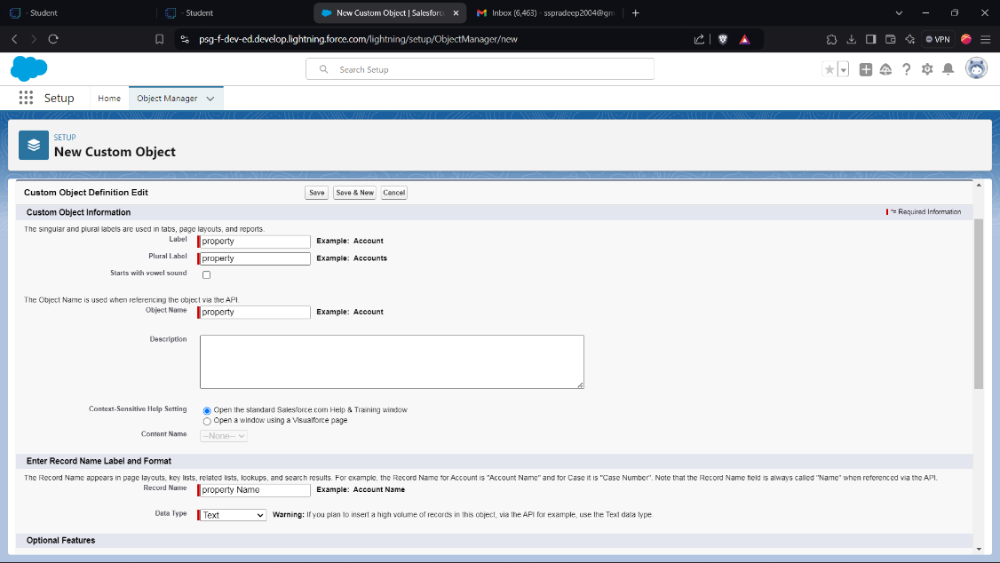 - Student
- Student
New Custom Object | Salesforc
Inbox (6,463) - sspradeep2004@gm
psg-f-dev-ed.develop.lightning.force.com/lightning/setup/ObjectManager/new
VPN
Search Setup
Setup
Home
Object Manager
SETUP
New Custom Object
Custom Object Definition Edit
Save
Save & New
Cancel
Custom Object Information
= Required Information
The singular and plural labels are used in tabs, page layouts, and reports.
Label
property
Example: Account
Plural Label
property
Example: Accounts
Starts with vowel sound
The Object Name is used when referencing the object via the API.
Object Name
property
Example: Account
Description
Context-Sensitive Help Setting
Open the standard Salesforce.com Help & Training window
Open a window using a Visualforce page
Content Name
--None--
Enter Record Name Label and Format
The Record Name appears in page layouts, key lists, related lists, lookups, and search results. For example, the Record Name for Account is "Account Name" and for Case it is "Case Number". Note that the Record Name field is always called "Name" when referenced via the API.
Record Name
property Name
Example: Account Name
Data Type
Text
Warning: If you plan to insert a high volume of records in this object, via the API for example, use the Text data type.
Optional Features